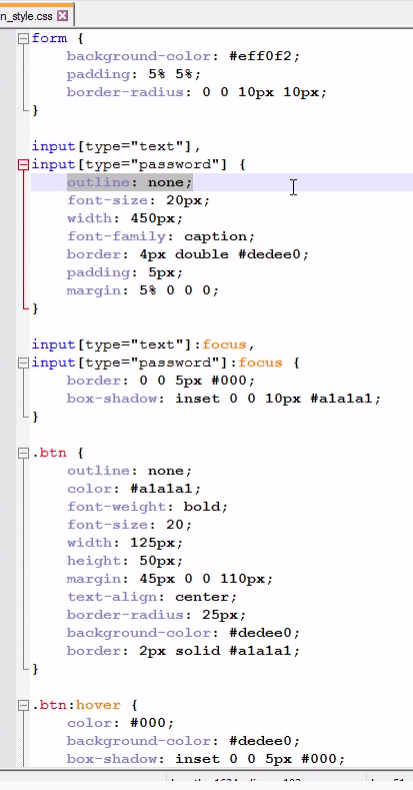 n_style.css
form {
background-color: #eff0f2;
padding: 5% 5%;
border-radius: 0 0 10px 10px;
}
input[type="text"],
input[type="password"] {
outline: none;
font-size: 20px;
width: 450px;
font-family: caption;
border: 4px double #dedee0;
padding: 5px;
margin: 5% 0 0 0;
}
input[type="text"]:focus,
input[type="password"]:focus {
border: 0 0 5px #000;
box-shadow: inset 0 0 10px #a1a1a1;
}
.btn {
outline: none;
color: #a1a1a1;
font-weight: bold;
font-size: 20;
width: 125px;
height: 50px;
margin: 45px 0 0 110px;
text-align: center;
border-radius: 25px;
background-color: #dedee0;
border: 2px solid #a1a1a1;
}
.btn:hover {
color: #000;
background-color: #dedee0;
box-shadow: inset 0 0 5px #000;